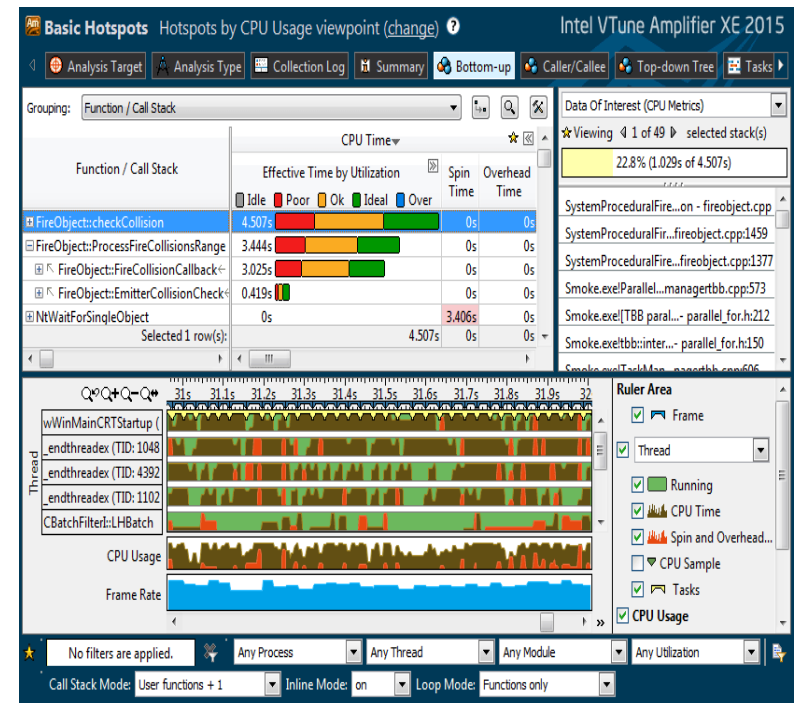 Basic Hotspots Hotspots by CPU Usage viewpoint (change) ? Intel VTune Amplifier XE 2015
Analysis Target Analysis Type Collection Log Summary Bottom-up Caller/Callee Top-down Tree Tasks
Grouping: Function / Call Stack
Function / Call Stack
CPU Time
Effective Time by Utilization
Idle Poor Ok Ideal Over
Spin Time
Overhead Time
FireObject::checkCollision 4.507s 0s 0s
FireObject::ProcessFireCollisionsRange 3.444s 0s 0s
FireObject::FireCollisionCallback 3.025s 0s 0s
FireObject::EmitterCollisionCheck 0.419s 0s 0s
NtWaitForSingleObject 0s 3.406s 0s
Selected 1 row(s): 4.507s 0s 0s
Data Of Interest (CPU Metrics)
Viewing 1 of 49 selected stack(s)
22.8% (1.029s of 4.507s)
SystemProceduralFire...on - fireobject.cpp
SystemProceduralFir...fireobject.cpp:1459
SystemProceduralFire...fireobject.cpp:1377
Smoke.exe!Parallel...managertbb.cpp:573
Smoke.exe![TBB paral...- parallel_for.h:212
Smoke.exe!tbb::inter...- parallel_for.h:150
Smoke.exe!TaskMan...nagertbb.cpp:606
31s 31.1s 31.2s 31.3s 31.4s 31.5s 31.6s 31.7s 31.8s 31.9s 32
Thread
wWinMainCRTStartup (
_endthreadex (TID: 1048
_endthreadex (TID: 4392
_endthreadex (TID: 1102
CBatchFilter]::LHBatch
CPU Usage
Frame Rate
Ruler Area
Frame
Thread
Running
CPU Time
Spin and Overhead...
CPU Sample
Tasks
CPU Usage
No filters are applied. Any Process Any Thread Any Module Any Utilization
Call Stack Mode: User functions + 1 Inline Mode: on Loop Mode: Functions only